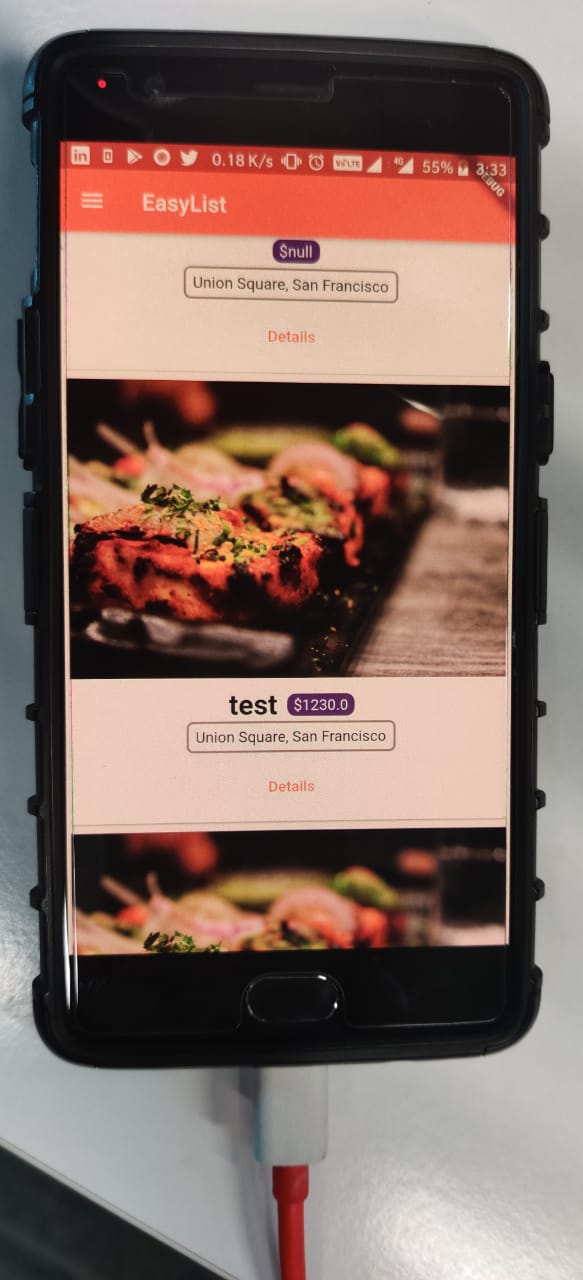 in 0.18 K/s VoLTE 4G 55% 3:33
DEBUG
EasyList
$null
Union Square, San Francisco
Details
test $1230.0
Union Square, San Francisco
Details